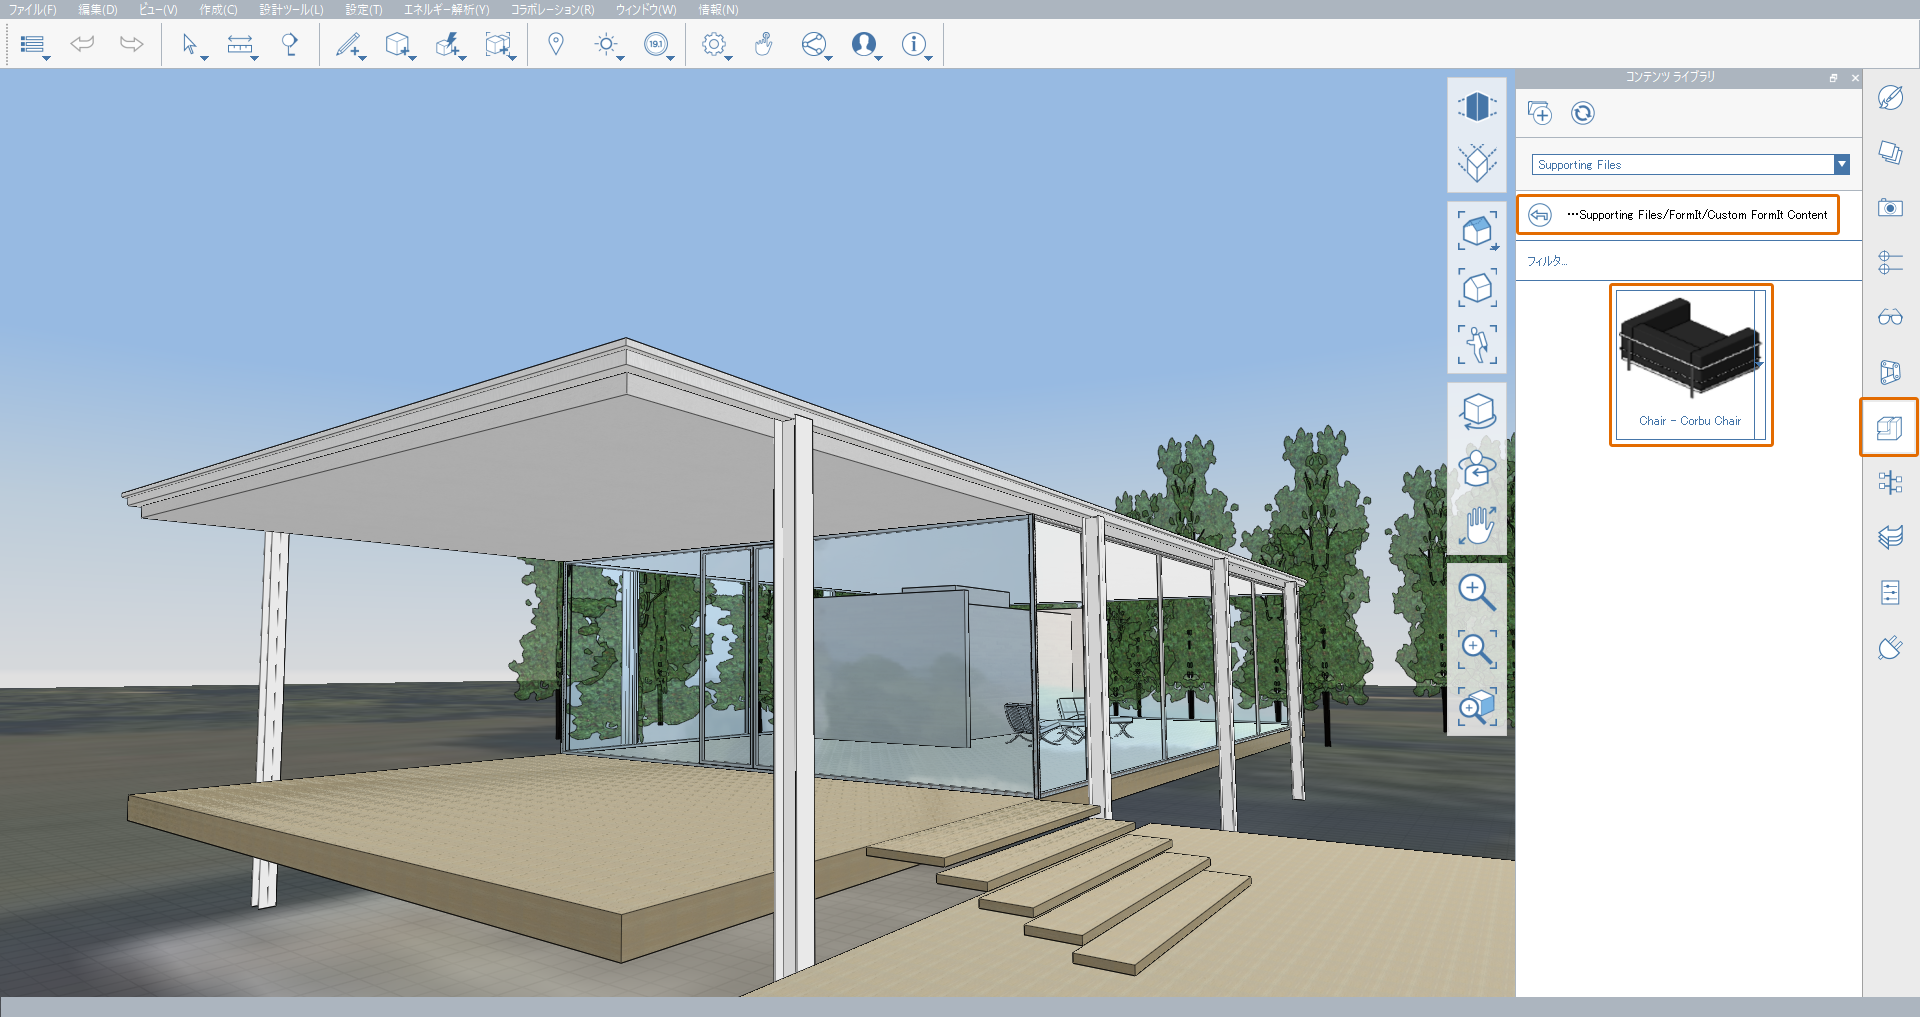 ファイル(F) 編集(D) ビュー(V) 作成(C) 設計ツール(L) 設定(T) エネルギー解析(Y) コラボレーション(R) ウィンドウ(W) 情報(N)
19.1
コンテンツ ライブラリ
Supporting Files
…Supporting Files/FormIt/Custom FormIt Content
フィルタ...
Chair - Corbu Chair